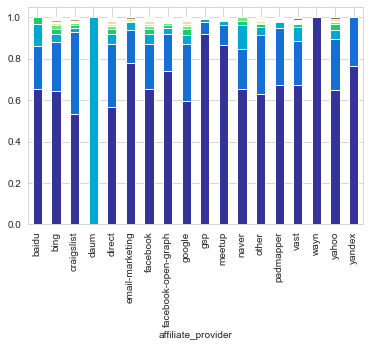 1.0
0.8
0.6
0.4
0.2
0.0
baidu
bing
craigslist
daum
direct
email-marketing
facebook
facebook-open-graph
google
gsp
meetup
naver
other
padmapper
vast
wayn
yahoo
yandex
affiliate_provider